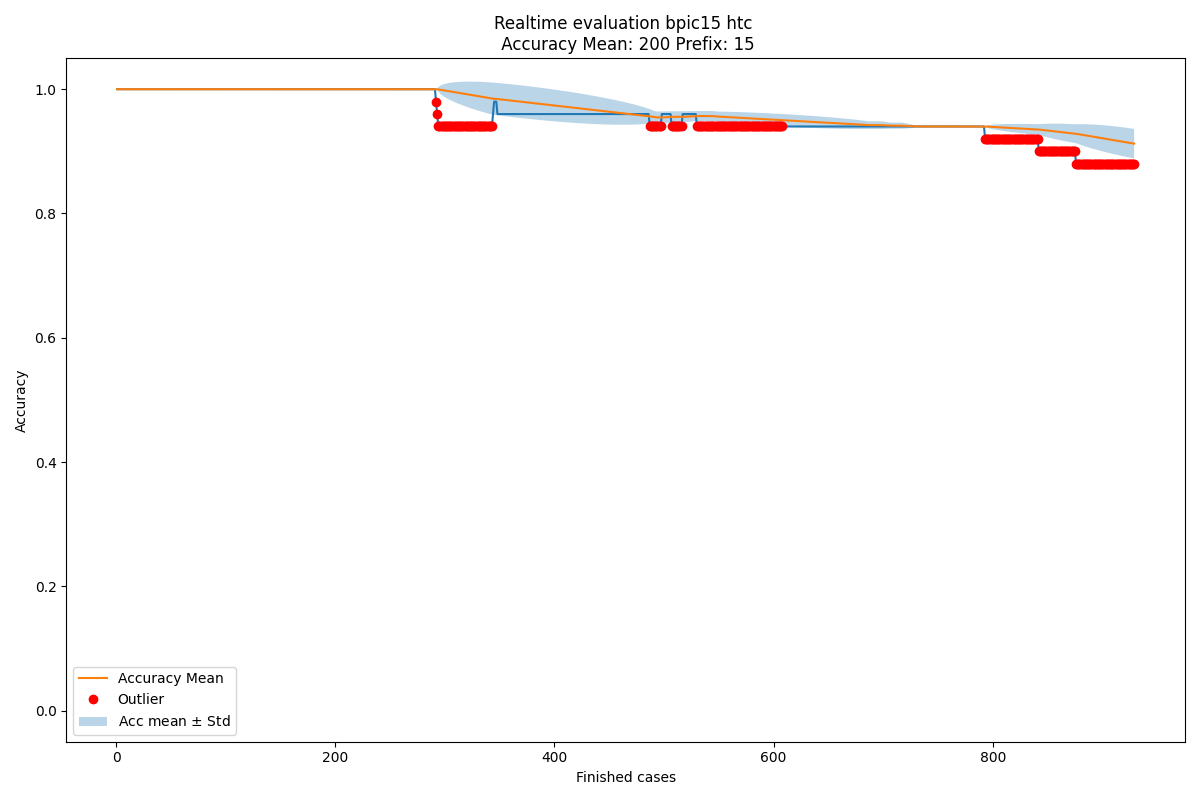 Realtime evaluation bpic15 htc
Accuracy Mean: 200 Prefix: 15
1.0
0.8
0.6
0.4
0.2
0.0
Accuracy
Accuracy Mean
Outlier
Acc mean ± Std
0
200
400
600
800
Finished cases